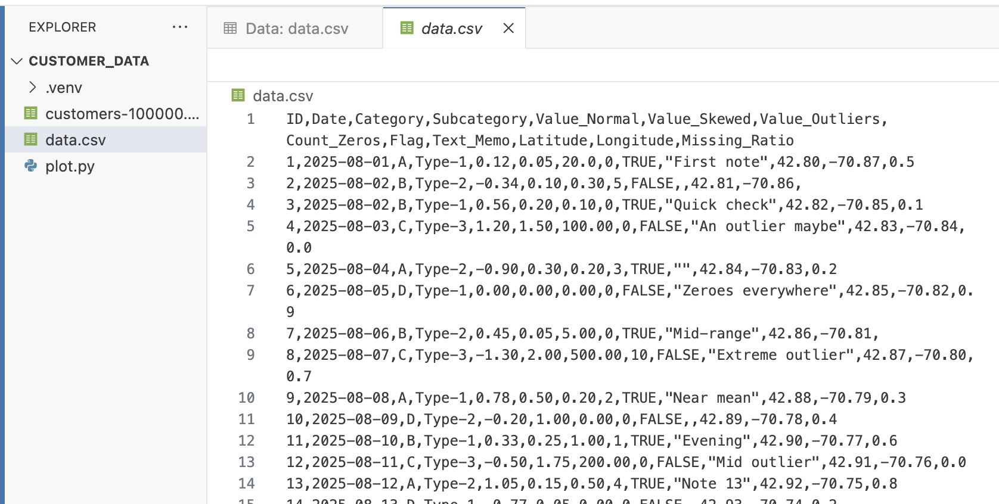 EXPLORER
CUSTOMER_DATA
.venv
customers-100000....
data.csv
plot.py
Data: data.csv
data.csv
data.csv
1 ID,Date,Category,Subcategory,Value_Normal,Value_Skewed,Value_Outliers,
Count_Zeros,Flag,Text_Memo,Latitude,Longitude,Missing_Ratio
2 1,2025-08-01,A,Type-1,0.12,0.05,20.0,0,TRUE,"First note",42.80,-70.87,0.5
3 2,2025-08-02,B,Type-2,-0.34,0.10,0.30,5,FALSE,,42.81,-70.86,
4 3,2025-08-02,B,Type-1,0.56,0.20,0.10,0,TRUE,"Quick check",42.82,-70.85,0.1
5 4,2025-08-03,C,Type-3,1.20,1.50,100.00,0,FALSE,"An outlier maybe",42.83,-70.84,
0.0
6 5,2025-08-04,A,Type-2,-0.90,0.30,0.20,3,TRUE,"",42.84,-70.83,0.2
7 6,2025-08-05,D,Type-1,0.00,0.00,0.00,0,FALSE,"Zeroes everywhere",42.85,-70.82,0.
9
8 7,2025-08-06,B,Type-2,0.45,0.05,5.00,0,TRUE,"Mid-range",42.86,-70.81,
9 8,2025-08-07,C,Type-3,-1.30,2.00,500.00,10,FALSE,"Extreme outlier",42.87,-70.80,
0.7
10 9,2025-08-08,A,Type-1,0.78,0.50,0.20,2,TRUE,"Near mean",42.88,-70.79,0.3
11 10,2025-08-09,D,Type-2,-0.20,1.00,0.00,0,FALSE,,42.89,-70.78,0.4
12 11,2025-08-10,B,Type-1,0.33,0.25,1.00,1,TRUE,"Evening",42.90,-70.77,0.6
13 12,2025-08-11,C,Type-3,-0.50,1.75,200.00,0,FALSE,"Mid outlier",42.91,-70.76,0.0
14 13,2025-08-12,A,Type-2,1.05,0.15,0.50,4,TRUE,"Note 13",42.92,-70.75,0.8